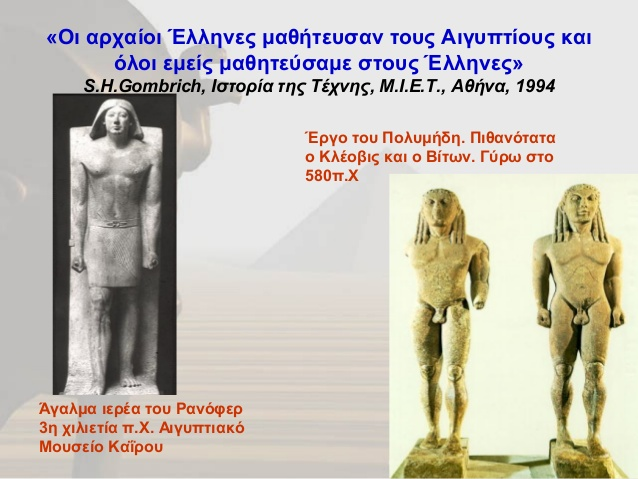 «Οι αρχαίοι Έλληνες μαθήτευσαν τους Αιγυπτίους και
όλοι εμείς μαθητεύσαμε στους Έλληνες»
S.H.Gombrich, Ιστορία της Τέχνης, Μ.Ι.Ε.Τ., Αθήνα, 1994
Έργο του Πολυμήδη. Πιθανότατα
ο Κλέοβις και ο Βίτων. Γύρω στο
580π.Χ
Άγαλμα ιερέα του Ρανόφερ
3η χιλιετία π.Χ. Αιγυπτιακό
Μουσείο Καΐρου